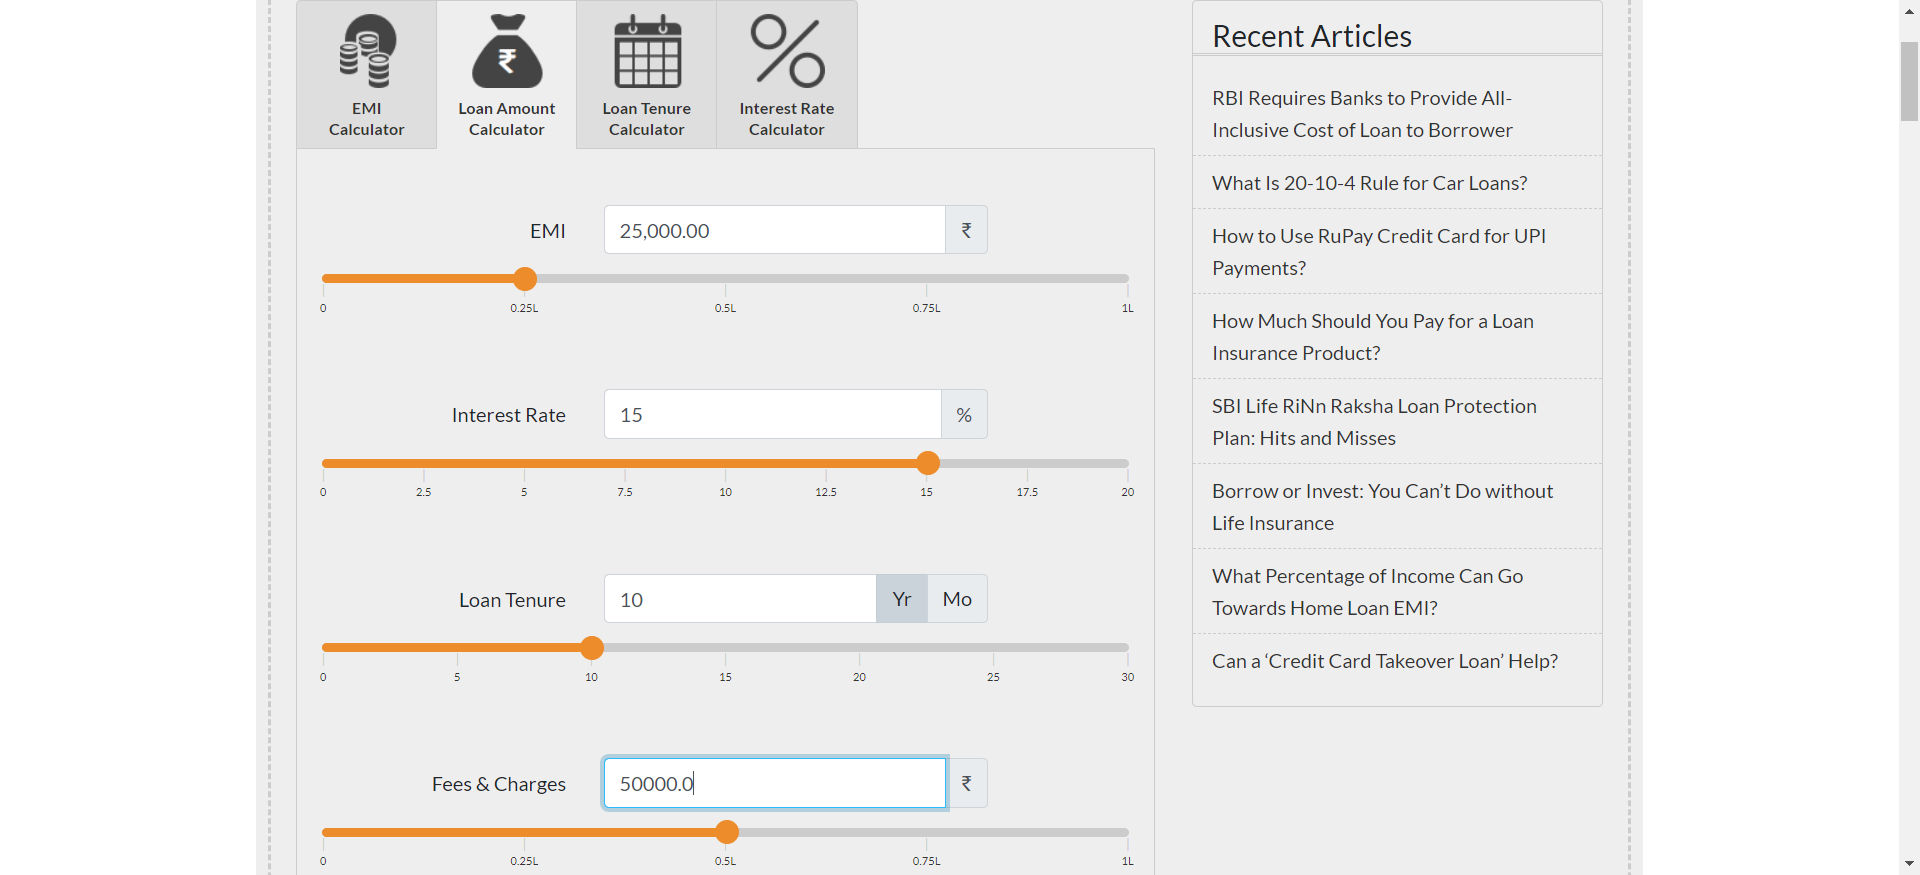 EMI
Calculator
Loan Amount
Calculator
Loan Tenure
Calculator
Interest Rate
Calculator
EMI
25,000.00
₹
0
0.25L
0.5L
0.75L
1L
Interest Rate
15
%
0
2.5
5
7.5
10
12.5
15
17.5
20
Loan Tenure
10
Yr
Mo
0
5
10
15
20
25
30
Fees & Charges
50000.0
₹
0
0.25L
0.5L
0.75L
1L
Recent Articles
RBI Requires Banks to Provide All-
Inclusive Cost of Loan to Borrower
What Is 20-10-4 Rule for Car Loans?
How to Use RuPay Credit Card for UPI
Payments?
How Much Should You Pay for a Loan
Insurance Product?
SBI Life RiNn Raksha Loan Protection
Plan: Hits and Misses
Borrow or Invest: You Can’t Do without
Life Insurance
What Percentage of Income Can Go
Towards Home Loan EMI?
Can a ‘Credit Card Takeover Loan’ Help?